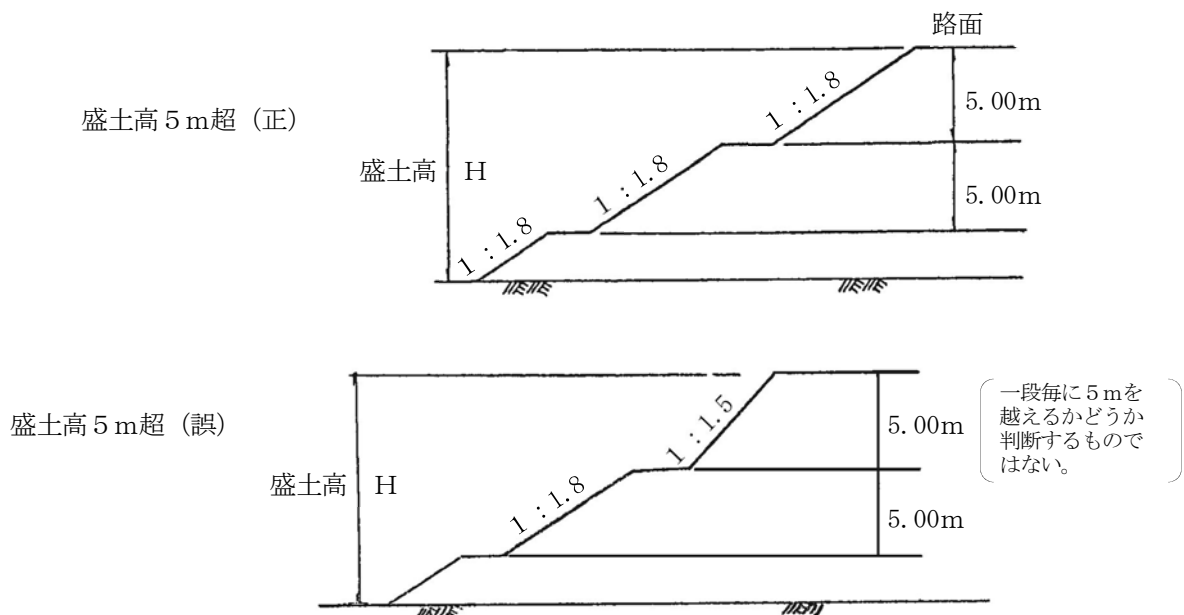 路面
盛土高５ｍ超（正）
盛土高 Ｈ
1：1.8
1：1.8
1：1.8
5.00m
5.00m
盛土高５ｍ超（誤）
盛土高 Ｈ
1：1.5
1：1.8
5.00m
5.00m
一段毎に５ｍを
越えるかどうか
判断するもので
はない。